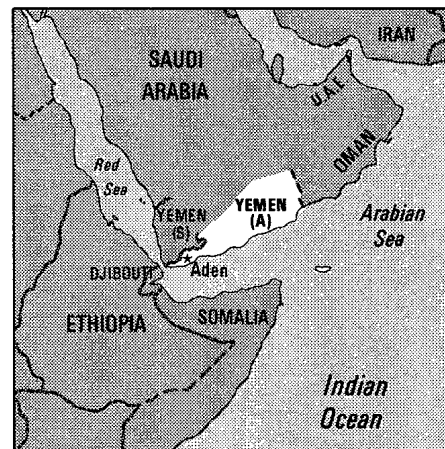 IRAN
SAUDI
ARABIA
U.A.E
OMAN
Red
Sea
YEMEN
(S)
YEMEN
(A)
Arabian
Sea
Aden
DJIBOUTI
ETHIOPIA
SOMALIA
Indian
Ocean